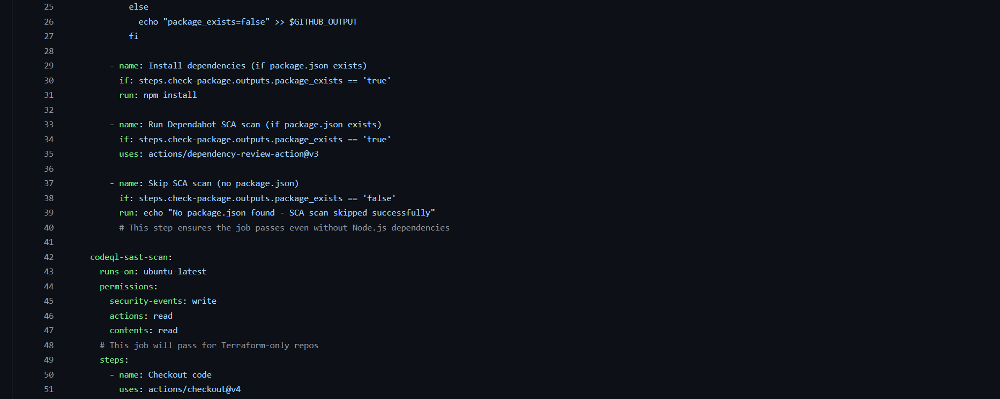 25 else
26 echo "package_exists=false" >> $GITHUB_OUTPUT
27 fi
28
29 - name: Install dependencies (if package.json exists)
30 if: steps.check-package.outputs.package_exists == 'true'
31 run: npm install
32
33 - name: Run Dependabot SCA scan (if package.json exists)
34 if: steps.check-package.outputs.package_exists == 'true'
35 uses: actions/dependency-review-action@v3
36
37 - name: Skip SCA scan (no package.json)
38 if: steps.check-package.outputs.package_exists == 'false'
39 run: echo "No package.json found - SCA scan skipped successfully"
40 # This step ensures the job passes even without Node.js dependencies
41
42 codeql-sast-scan:
43 runs-on: ubuntu-latest
44 permissions:
45 security-events: write
46 actions: read
47 contents: read
48 # This job will pass for Terraform-only repos
49 steps:
50 - name: Checkout code
51 uses: actions/checkout@v4